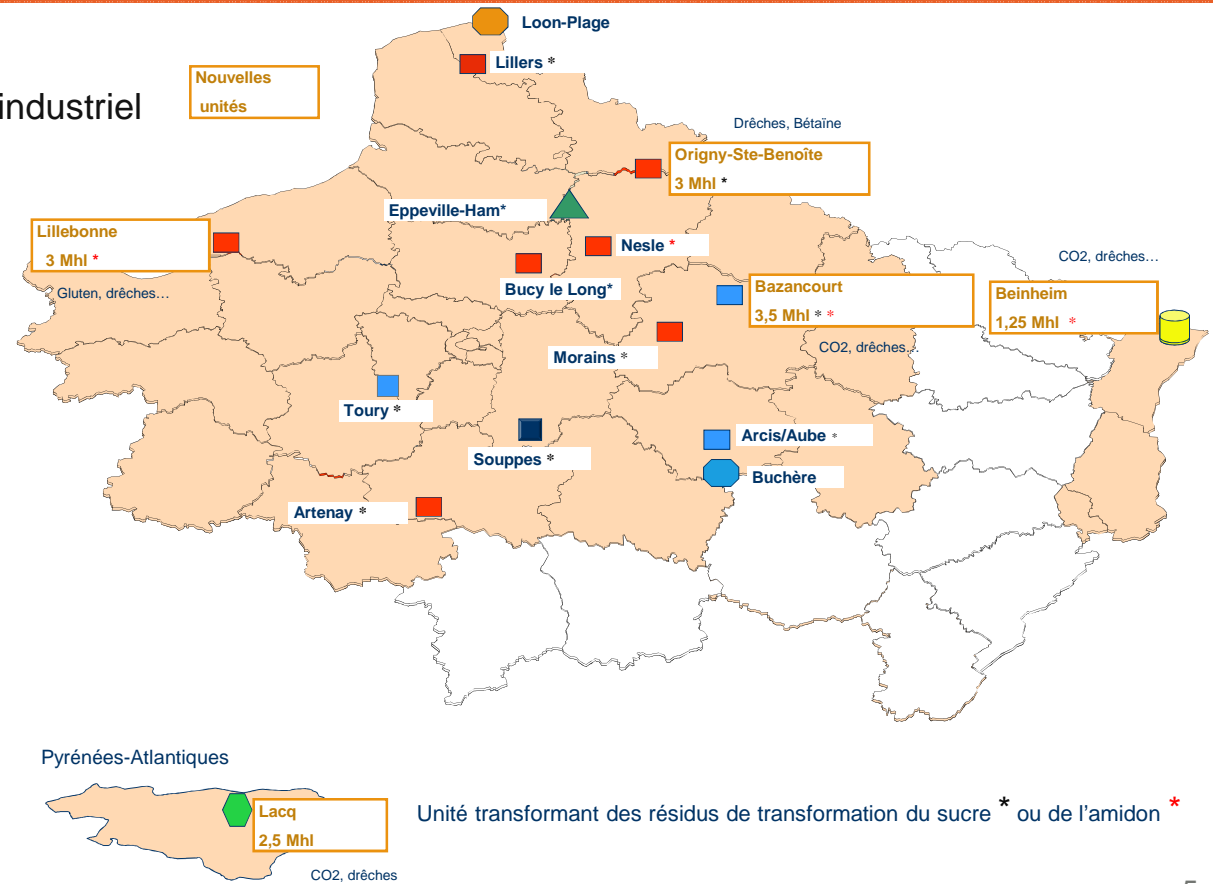 Loon-Plage
Lillers *
Nouvelles
unités
industriel
Drêches, Bétaïne
Origny-Ste-Benoîte
3 Mhl *
Eppeville-Ham*
Lillebonne
3 Mhl *
Nesle *
CO2, drêches…
Bucy le Long*
Gluten, drêches…
Bazancourt
3,5 Mhl * *
Beinheim
1,25 Mhl *
Morains *
CO2, drêches…
Toury *
Arcis/Aube *
Souppes *
Buchère
Artenay *
Pyrénées-Atlantiques
Lacq
2,5 Mhl
Unité transformant des résidus de transformation du sucre * ou de l'amidon *
CO2, drêches